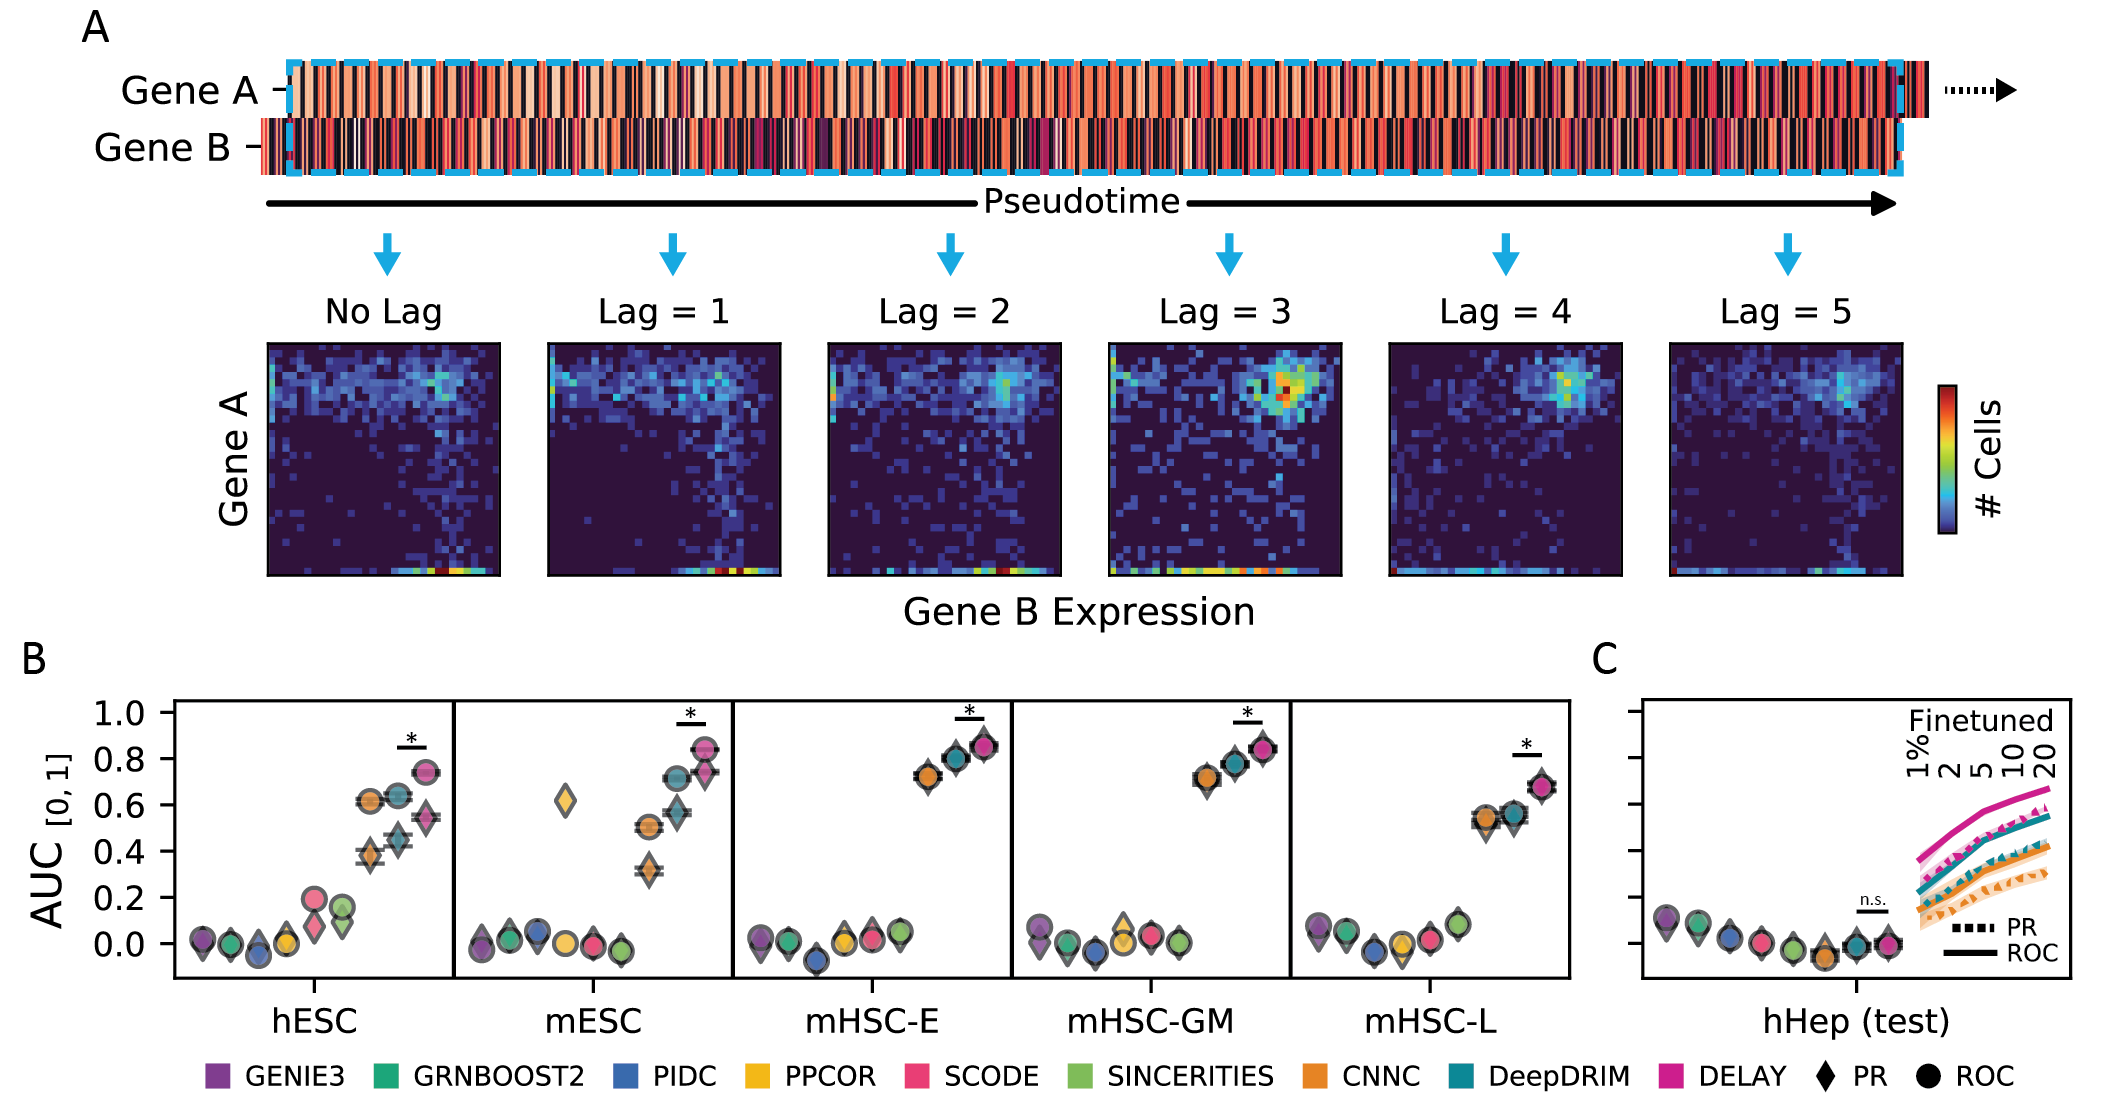 A
Gene A
Gene B
Pseudotime
No Lag
Lag = 1
Lag = 2
Lag = 3
Lag = 4
Lag = 5
Gene A
# Cells
Gene B Expression
B
C
AUC [0, 1]
1.0
0.8
0.6
0.4
0.2
0.0
*
*
*
*
*
Finetuned
1%
2
5
10
20
n.s.
PR
ROC
hESC
mESC
mHSC-E
mHSC-GM
mHSC-L
hHep (test)
GENIE3 GRNBOOST2 PIDC PPCOR SCODE SINCERITIES CNNC DeepDRIM DELAY PR ROC